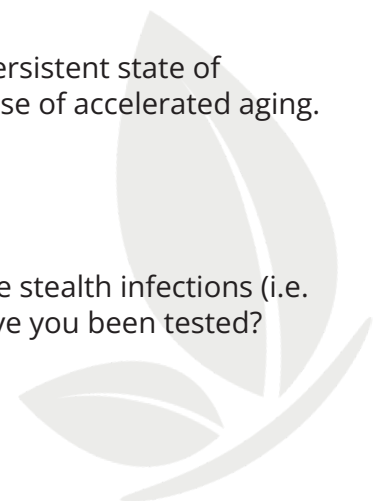 ersistent state of
se of accelerated aging.
e stealth infections (i.e.
ve you been tested?